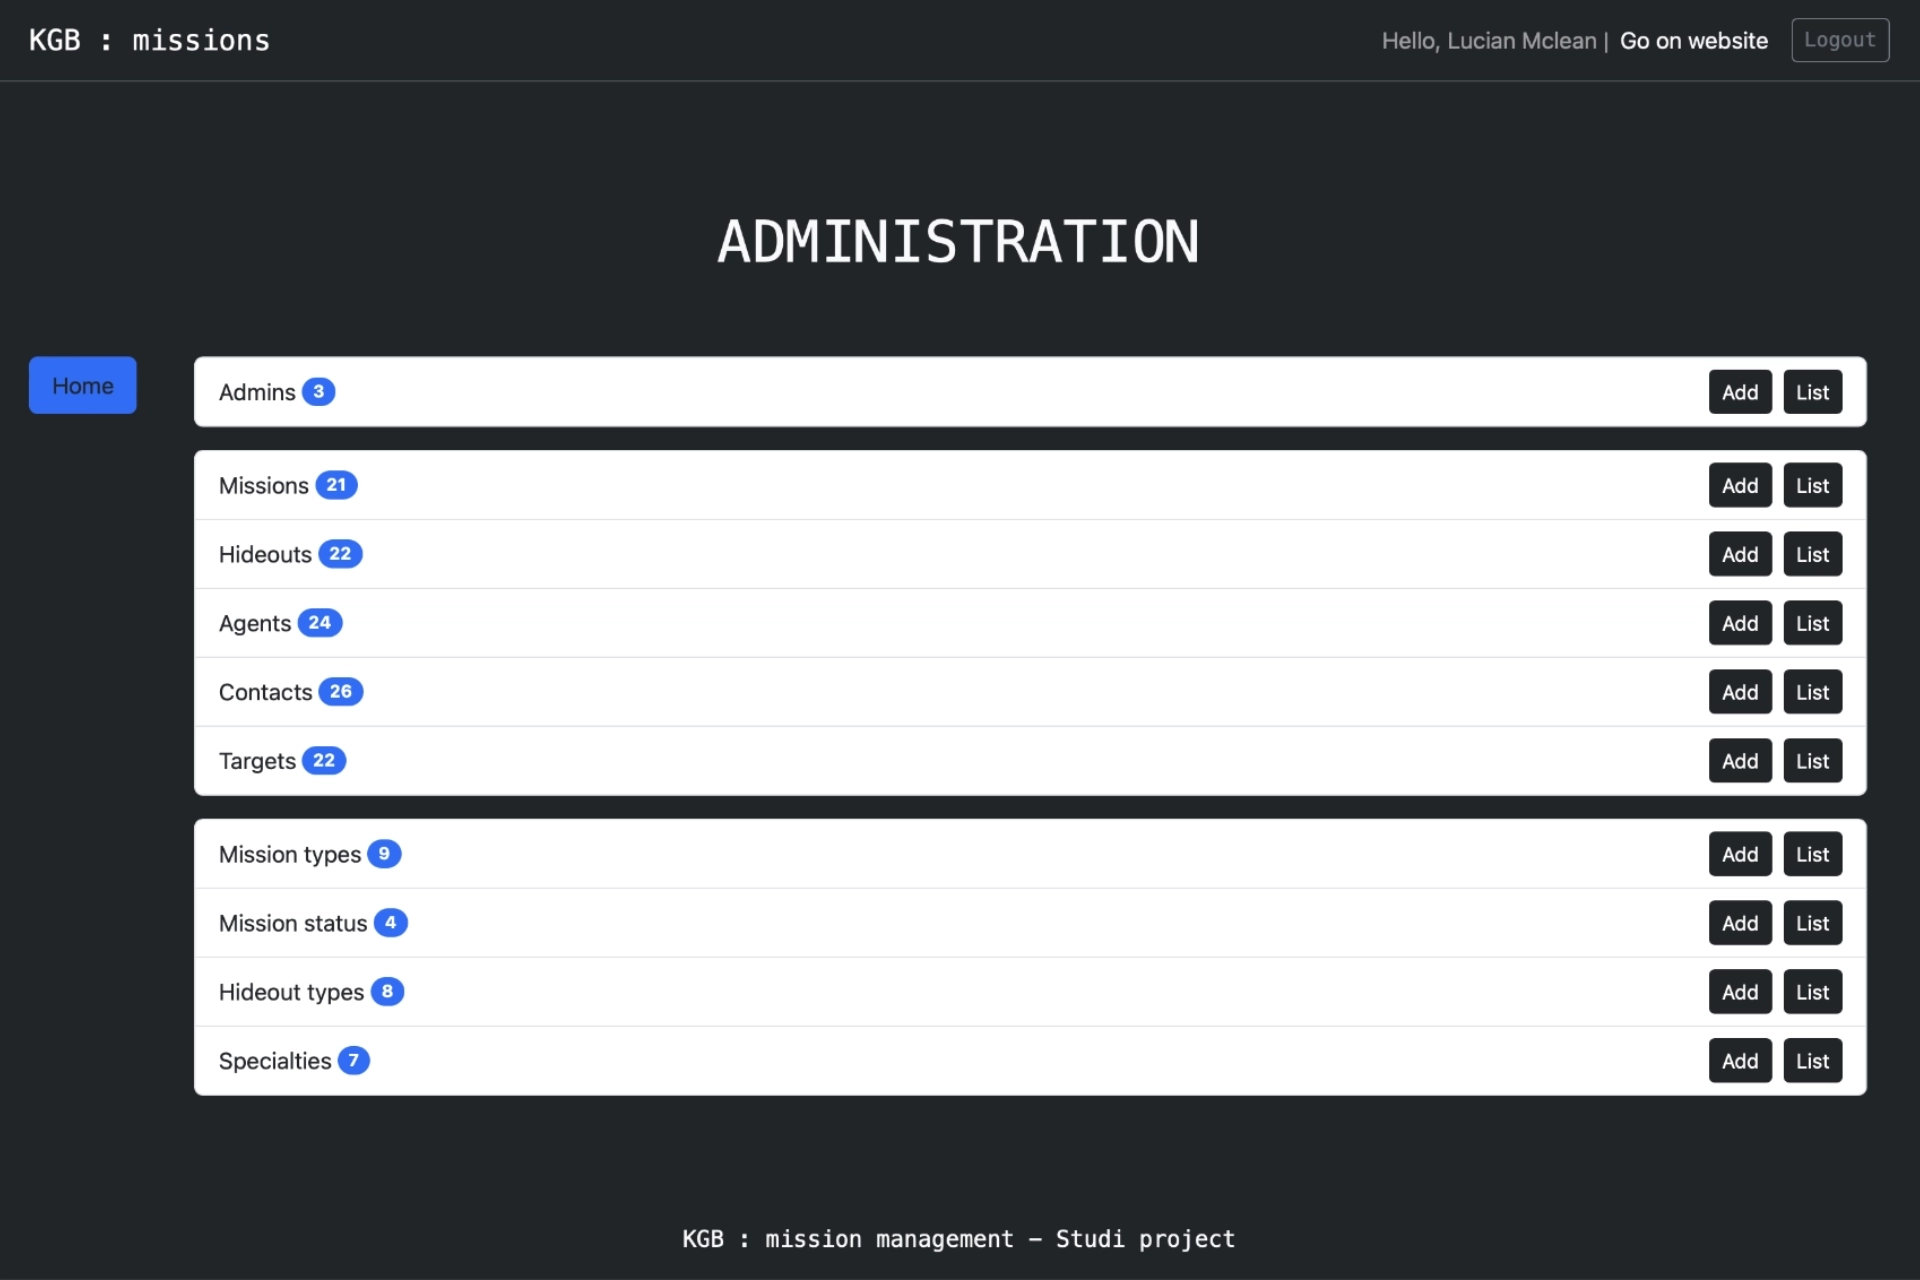 KGB : missions
Hello, Lucian Mclean | Go on website Logout
ADMINISTRATION
Home
Admins 3 Add List
Missions 21 Add List
Hideouts 22 Add List
Agents 24 Add List
Contacts 26 Add List
Targets 22 Add List
Mission types 9 Add List
Mission status 4 Add List
Hideout types 8 Add List
Specialties 7 Add List
KGB : mission management – Studi project